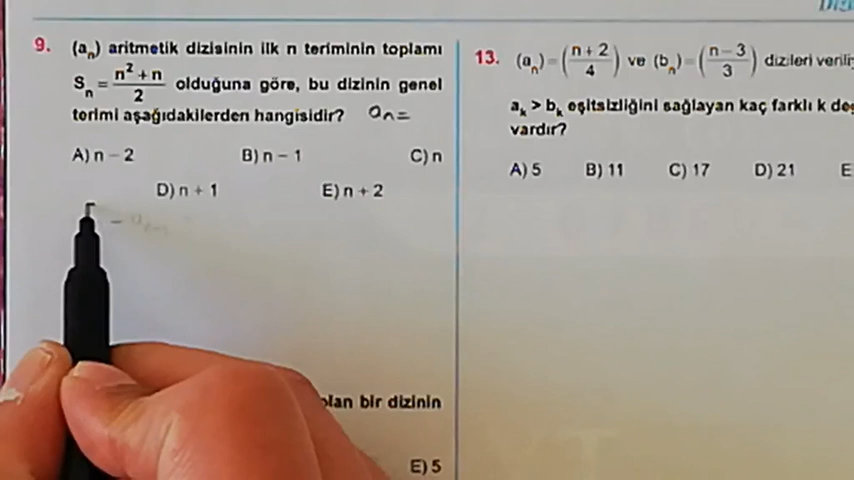 9. (aₙ) aritmetik dizisinin ilk n teriminin toplamı
Sₙ = (n² + n)/2 olduğuna göre, bu dizinin genel
terimi aşağıdakilerden hangisidir? aₙ =
A) n − 2 B) n − 1 C) n
D) n + 1 E) n + 2
olan bir dizinin
E) 5
13. (aₙ) = ((n + 2)/4) ve (bₙ) = ((n − 3)/3) dizileri
aₖ > bₖ eşitsizliğini sağlayan kaç farklı k
vardır?
A) 5 B) 11 C) 17 D) 21 E